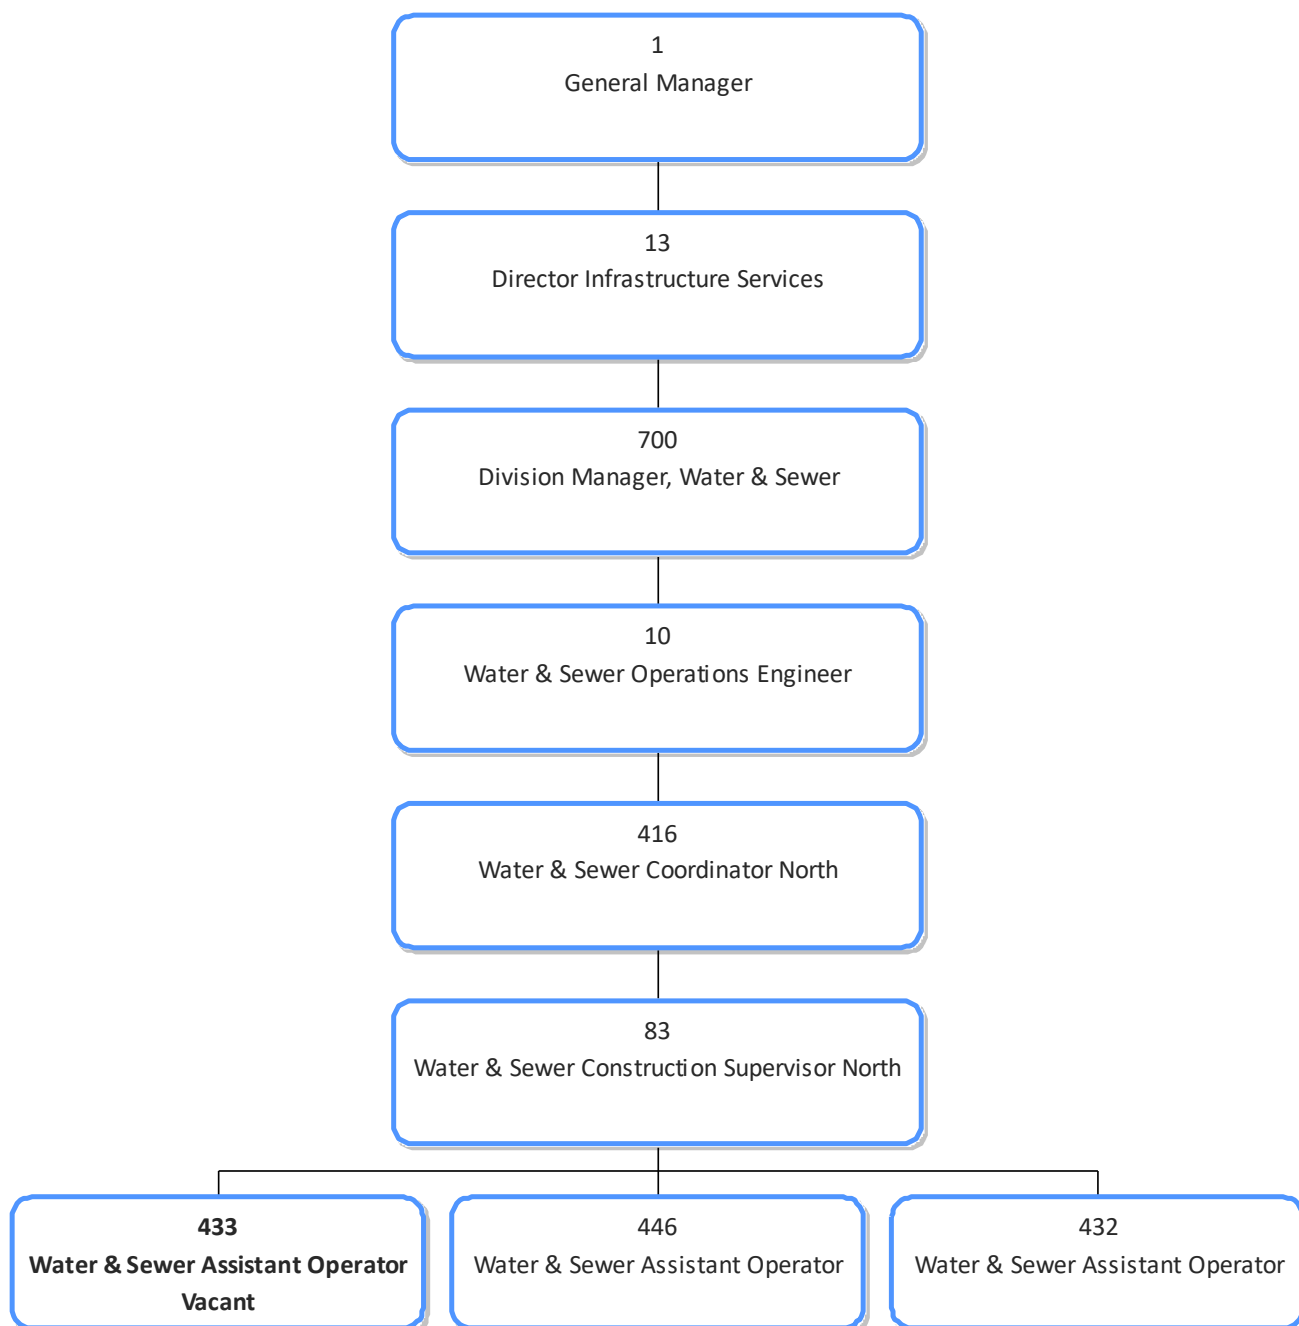 1
General Manager
13
Director Infrastructure Services
700
Division Manager, Water & Sewer
10
Water & Sewer Operations Engineer
416
Water & Sewer Coordinator North
83
Water & Sewer Construction Supervisor North
433
Water & Sewer Assistant Operator
Vacant
446
Water & Sewer Assistant Operator
432
Water & Sewer Assistant Operator